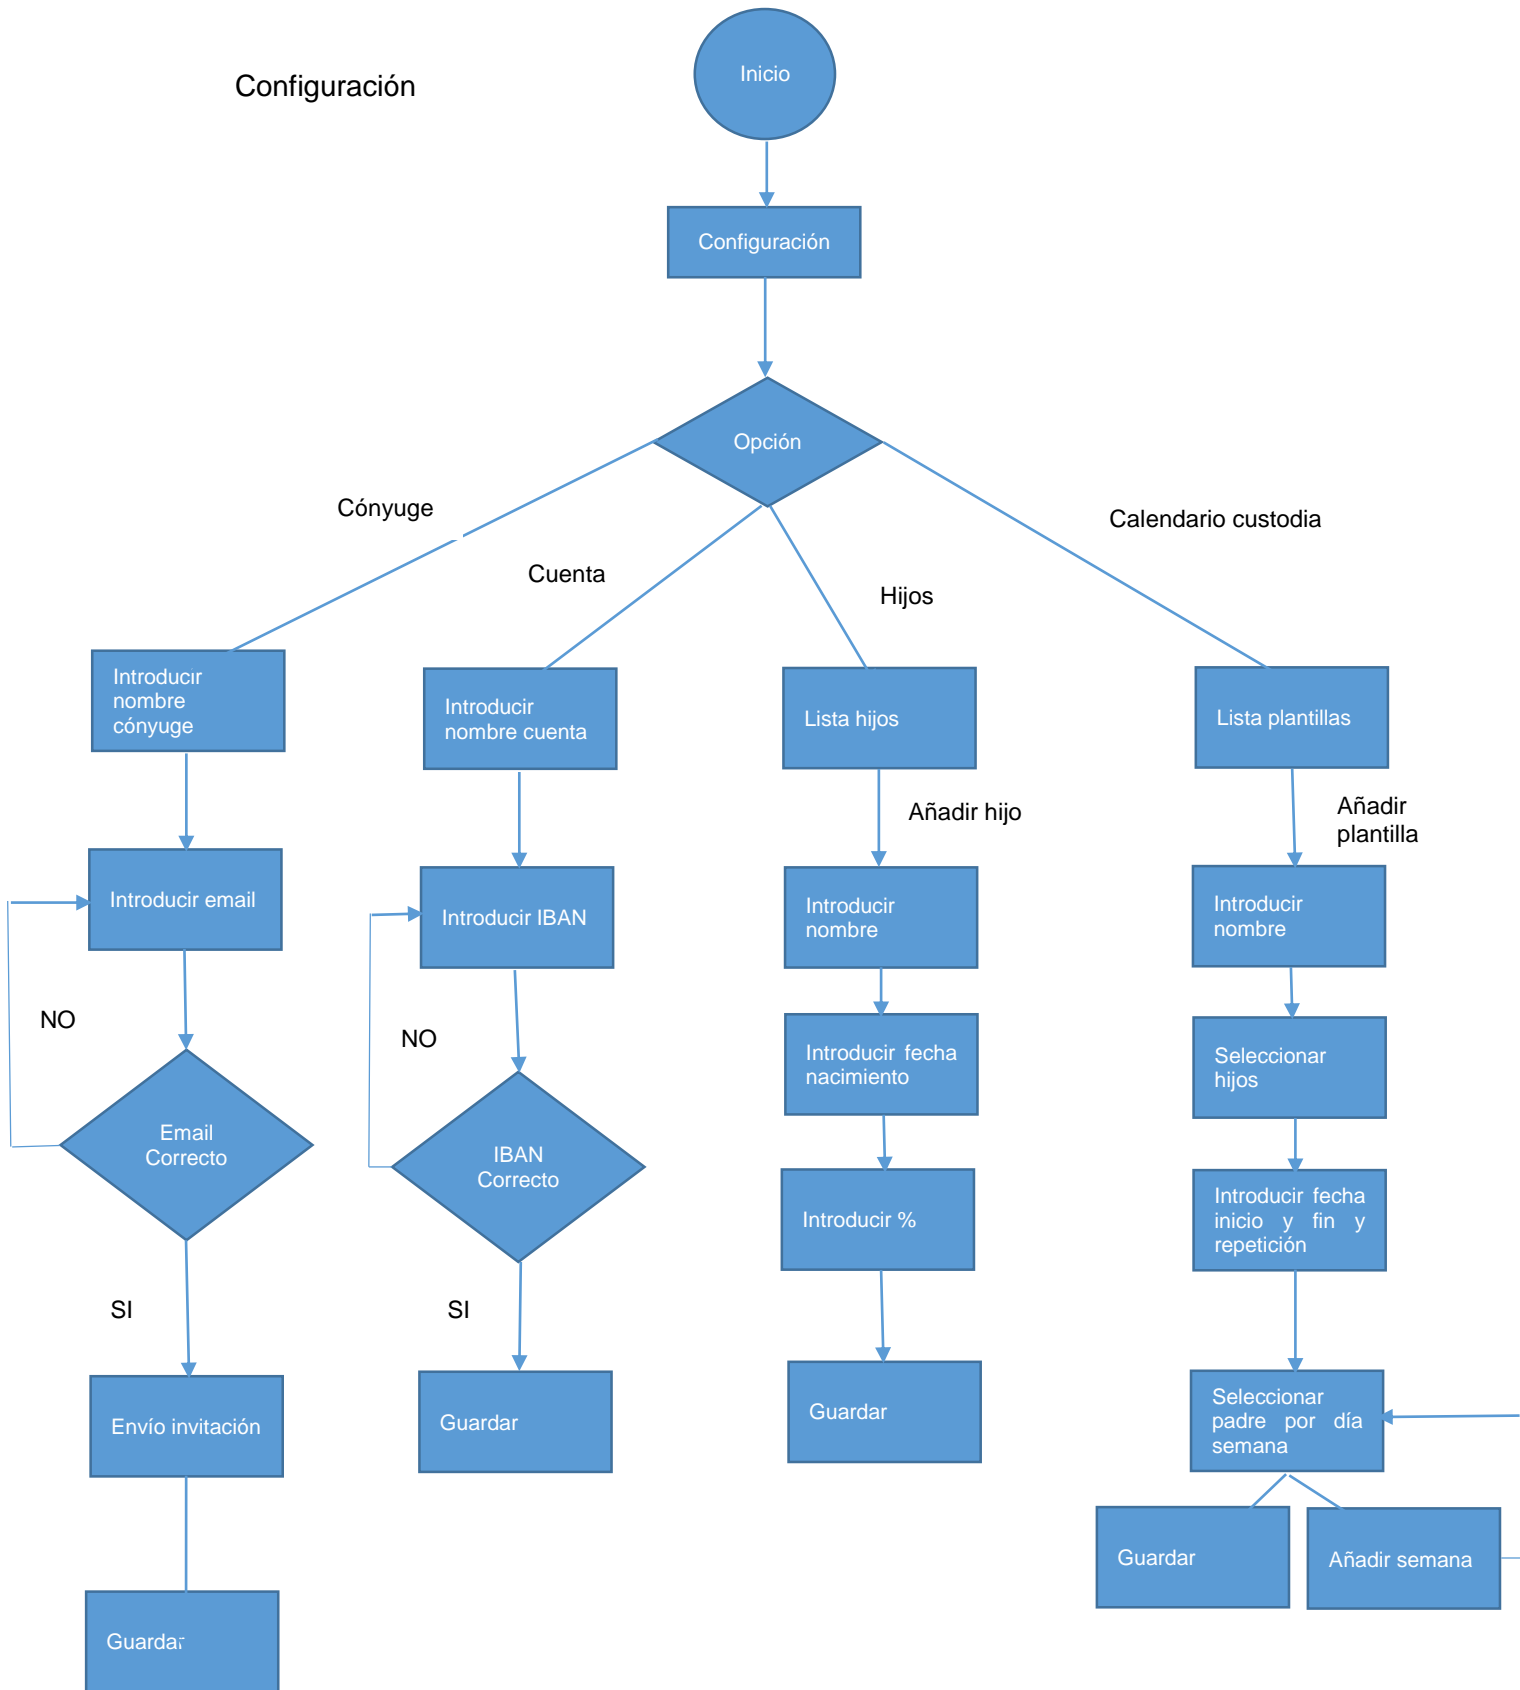 Configuración
Inicio
Configuración
Opción
Cónyuge
Cuenta
Hijos
Calendario custodia
Introducir
nombre
cónyuge
Introducir
nombre cuenta
Lista hijos
Lista plantillas
Añadir hijo
Añadir
plantilla
Introducir email
Introducir IBAN
Introducir
nombre
Introducir
nombre
NO
NO
Introducir fecha
nacimiento
Seleccionar
hijos
Email
Correcto
IBAN
Correcto
Introducir %
Introducir fecha
inicio y fin y
repetición
SI
SI
Envío invitación
Guardar
Guardar
Seleccionar
padre por día
semana
Guardar
Añadir semana
Guardar